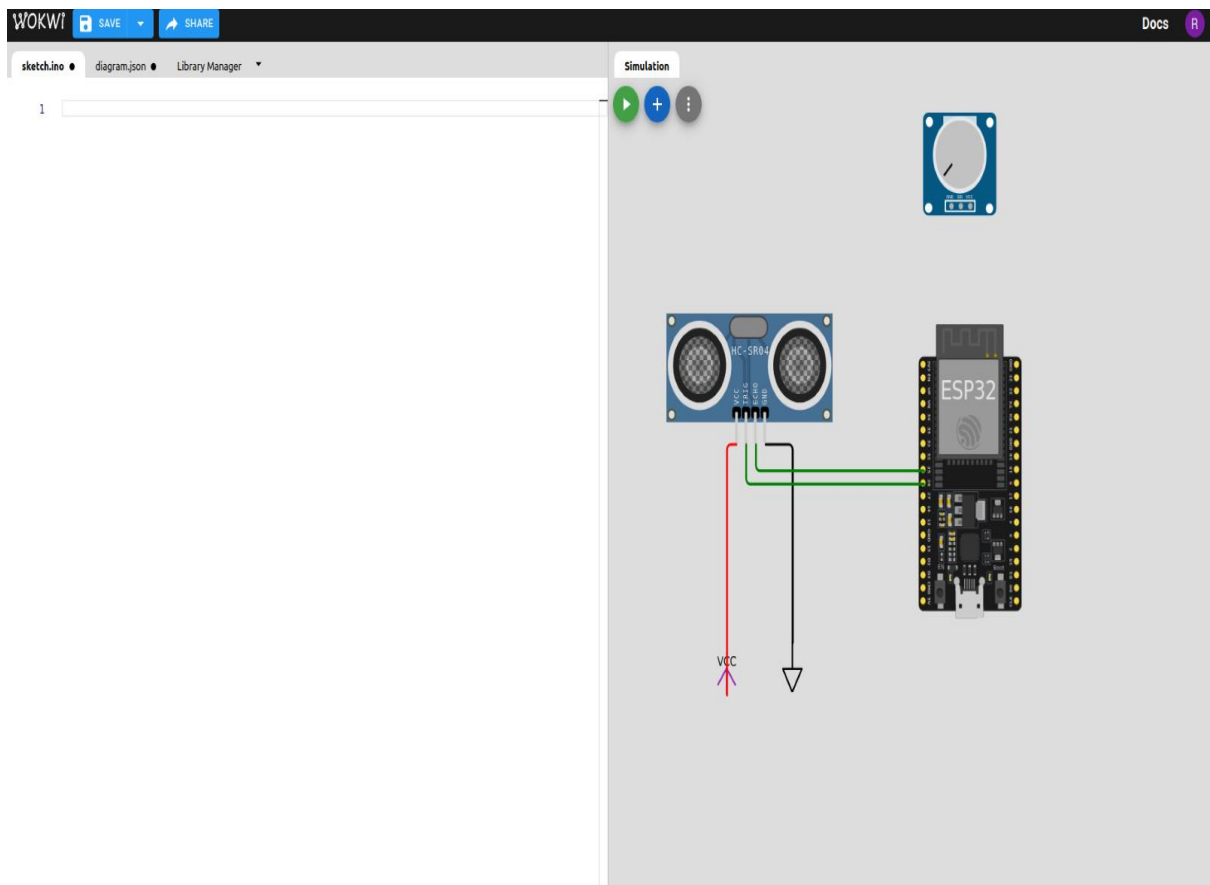 WOKWi SAVE SHARE Docs R
sketch.ino diagram.json Library Manager Simulation
1
HC-SR04
VCC TRIG ECHO GND
ESP32
VCC